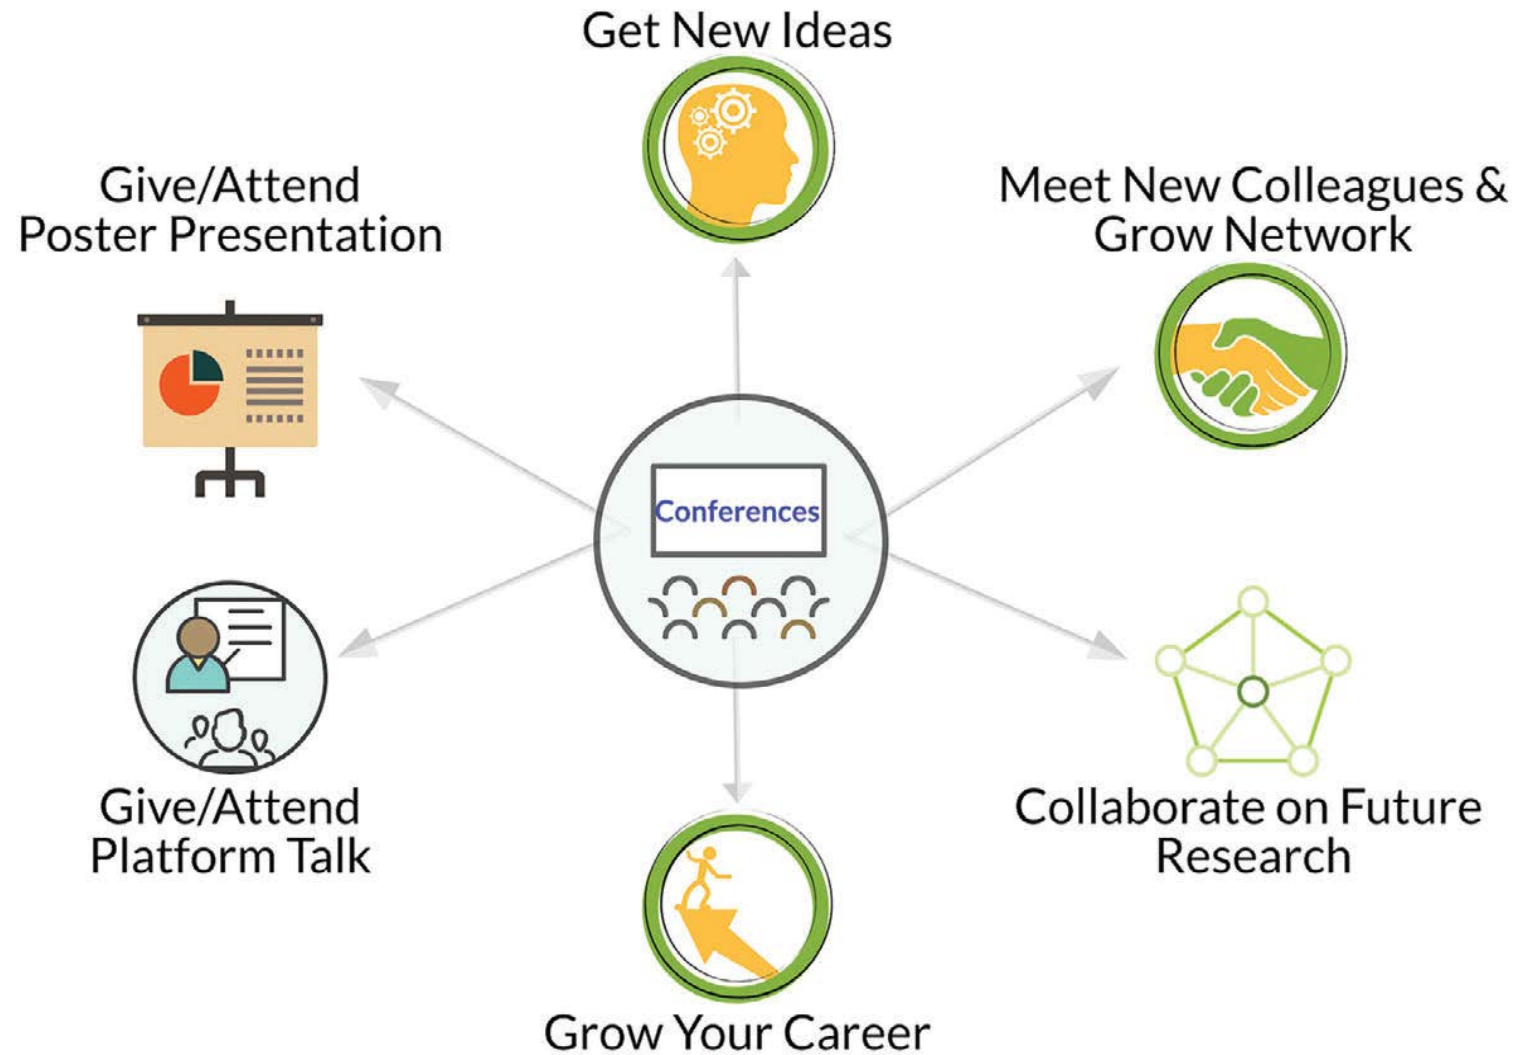 Get New Ideas
Give/Attend
Poster Presentation
Meet New Colleagues &
Grow Network
Conferences
Give/Attend
Platform Talk
Collaborate on Future
Research
Grow Your Career